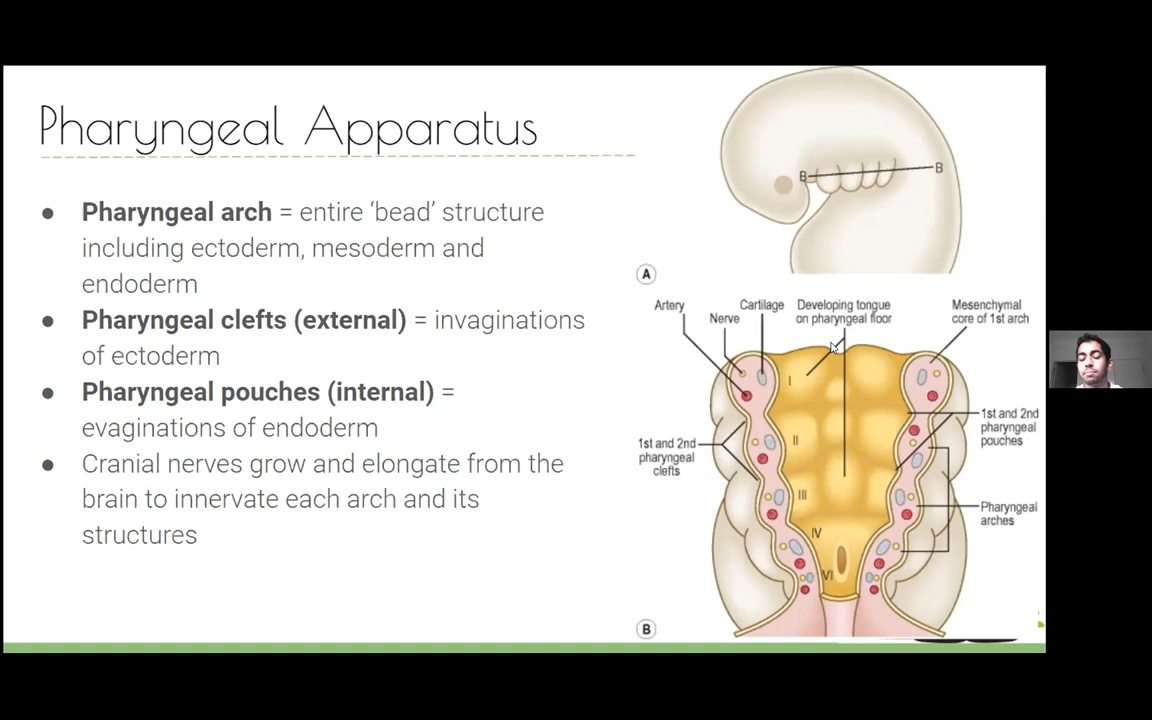 Pharyngeal Apparatus
● Pharyngeal arch = entire ‘bead’ structure
including ectoderm, mesoderm and
endoderm
● Pharyngeal clefts (external) = invaginations
of ectoderm
● Pharyngeal pouches (internal) =
evaginations of endoderm
● Cranial nerves grow and elongate from the
brain to innervate each arch and its
structures
B
B
A
Artery
Nerve
Cartilage
Developing tongue
on pharyngeal floor
Mesenchymal
core of 1st arch
I
II
III
IV
VI
1st and 2nd
pharyngeal
clefts
1st and 2nd
pharyngeal
pouches
Pharyngeal
arches
B